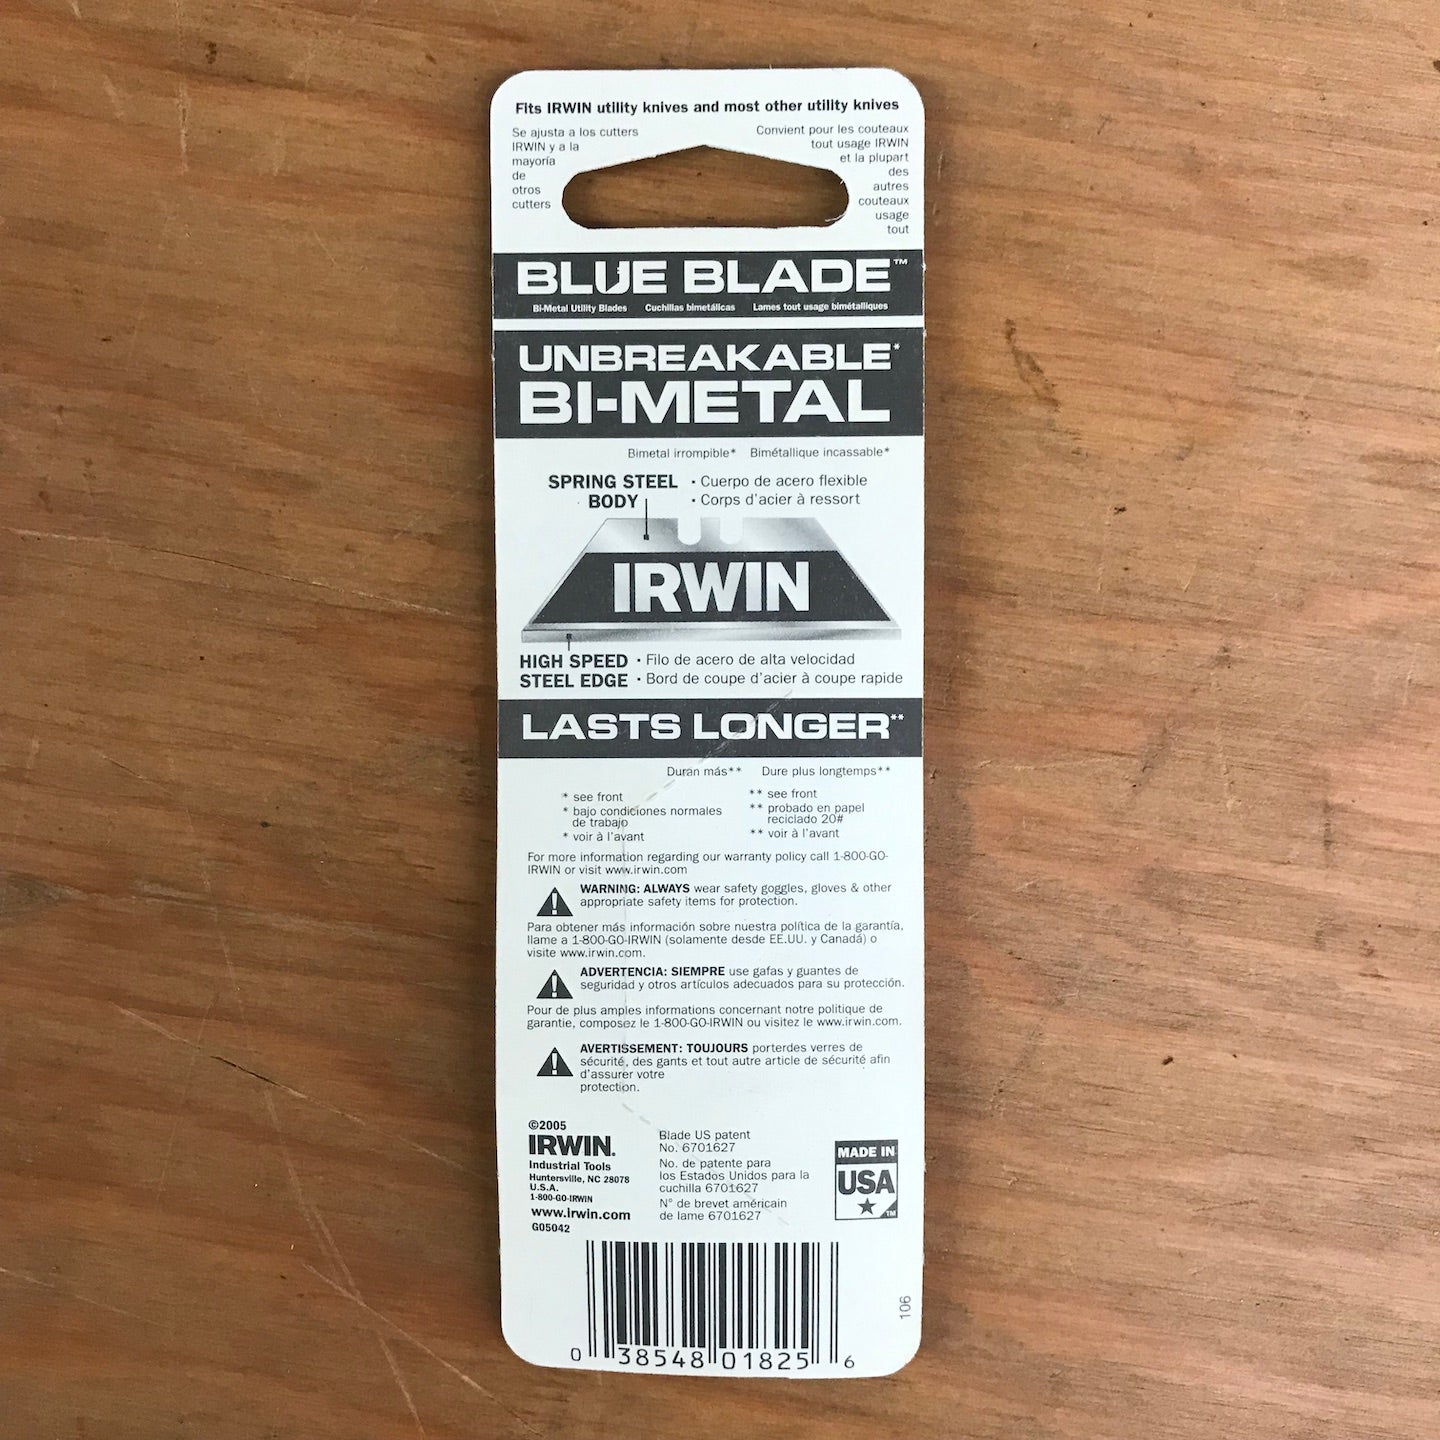 Fits IRWIN utility knives and most other utility knives
Se ajusta a los cutters
IRWIN y a la
mayoría
de
otros
cutters
Convient pour les couteaux
tout usage IRWIN
et la plupart
des
autres
couteaux
usage
tout
BLUE BLADE™
Bi-Metal Utility Blades Cuchillas bimetálicas Lames tout usage bimétalliques
UNBREAKABLE*
BI-METAL
Bimetal irrompible* Bimétallique incassable*
SPRING STEEL
BODY
• Cuerpo de acero flexible
• Corps d'acier à ressort
IRWIN
HIGH SPEED
STEEL EDGE
• Filo de acero de alta velocidad
• Bord de coupe d'acier à coupe rapide
LASTS LONGER**
Duran más** Dure plus longtemps**
* see front
* bajo condiciones normales
de trabajo
* voir à l'avant
** see front
** probado en papel
reciclado 20#
** voir à l'avant
For more information regarding our warranty policy call 1-800-GO-
IRWIN or visit www.irwin.com
WARNING: ALWAYS wear safety goggles, gloves & other
appropriate safety items for protection.
Para obtener más información sobre nuestra política de la garantía,
llame a 1-800-GO-IRWIN (solamente desde EE.UU. y Canadá) o
visite www.irwin.com.
ADVERTENCIA: SIEMPRE use gafas y guantes de
seguridad y otros artículos adecuados para su protección.
Pour de plus amples informations concernant notre politique de
garantie, composez le 1-800-GO-IRWIN ou visitez le www.irwin.com.
AVERTISSEMENT: TOUJOURS porterdes verres de
sécurité, des gants et tout autre article de sécurité afin
d'assurer votre
protection.
©2005
IRWIN.
Industrial Tools
Huntersville, NC 28078
U.S.A.
1-800-GO-IRWIN
www.irwin.com
G05042
Blade US patent
No. 6701627
No. de patente para
los Estados Unidos para la
cuchilla 6701627
N° de brevet américain
de lame 6701627
MADE IN
USA
TM
106
0 38548 01825 6